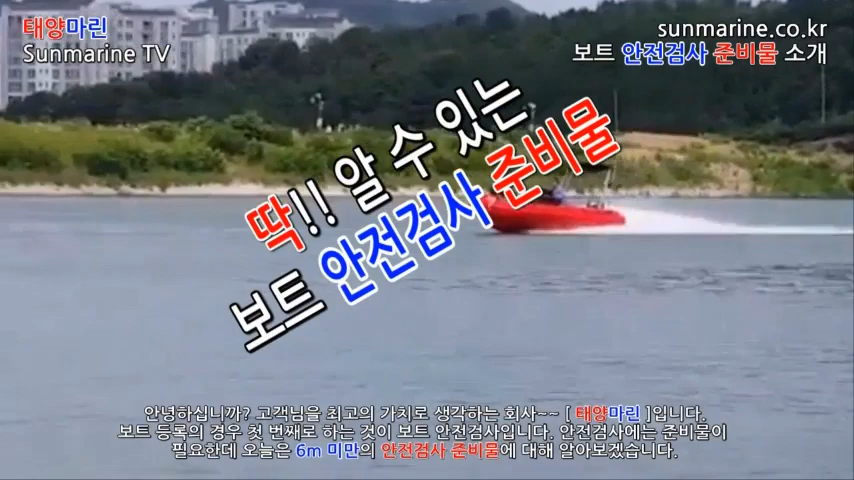 태양마린
Sunmarine TV
sunmarine.co.kr
보트 안전검사 준비물 소개
딱!! 알 수 있는
보트 안전검사 준비물
안녕하십니까? 고객님을 최고의 가치로 생각하는 회사~~ [ 태양마린 ]입니다.
보트 등록의 경우 첫 번째로 하는 것이 보트 안전검사입니다. 안전검사에는 준비물이
필요한데 오늘은 6m 미만의 안전검사 준비물에 대해 알아보겠습니다.